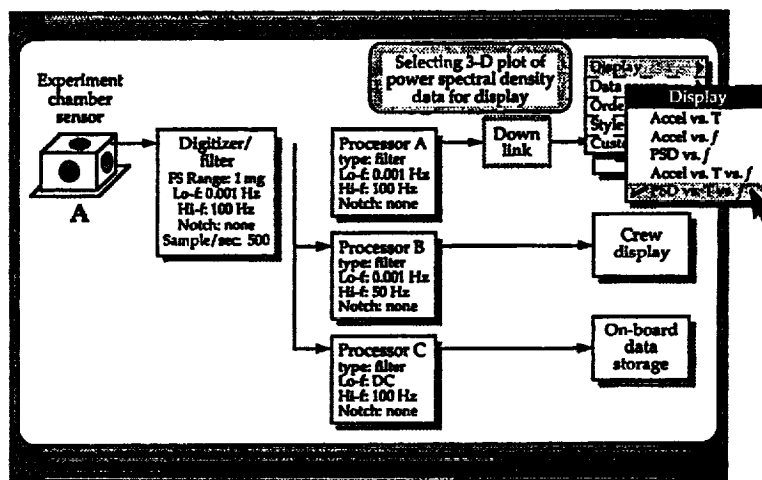 Selecting 3-D plot of
power spectral density
data for display
Experiment
chamber
sensor
A
Digitizer/
filter
FS Range: 1 mg
Lo-f: 0.001 Hz
Hi-f: 100 Hz
Notch: none
Sample/sec: 500
Processor A
type: filter
Lo-f: 0.001 Hz
Hi-f: 100 Hz
Notch: none
Down
link
Display
Data
Orde
Style
Custo
Display
Accel vs. T
Accel vs. f
PSD vs. f
Accel vs. T vs. f
PSD vs. T vs. f
Processor B
type: filter
Lo-f: 0.001 Hz
Hi-f: 50 Hz
Notch: none
Crew
display
Processor C
type: filter
Lo-f: DC
Hi-f: 100 Hz
Notch: none
On-board
data
storage